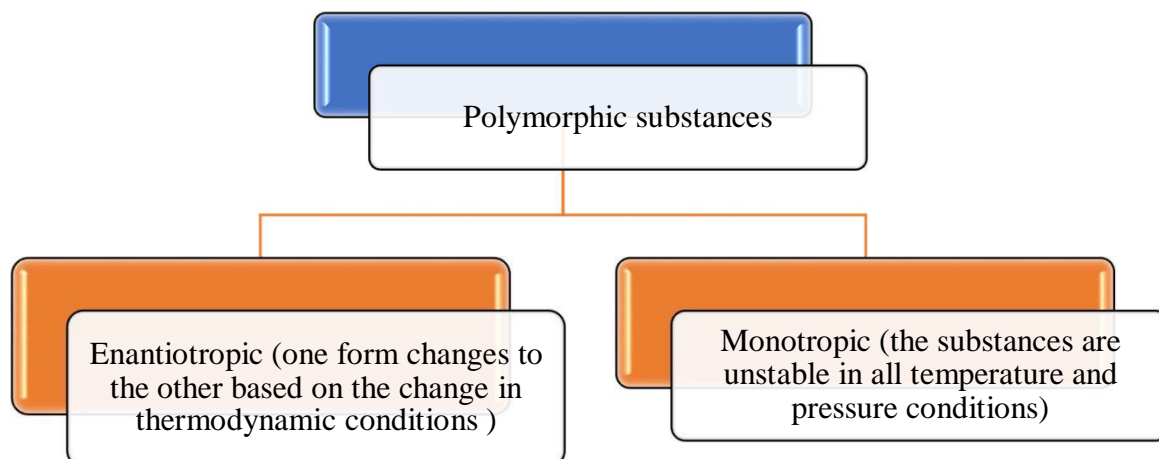 Polymorphic substances
Enantiotropic (one form changes to
the other based on the change in
thermodynamic conditions )
Monotropic (the substances are
unstable in all temperature and
pressure conditions)